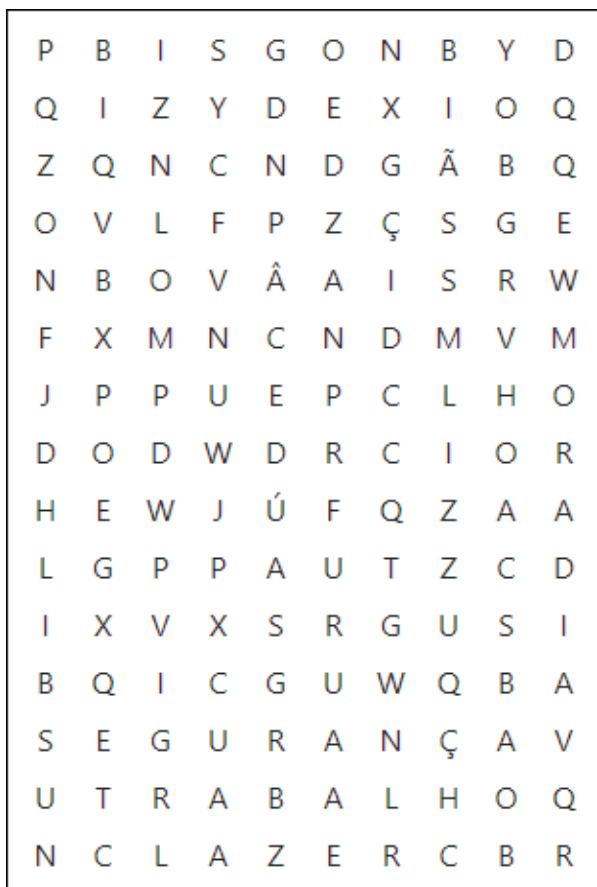 P B I S G O N B Y D
Q I Z Y D E X I O Q
Z Q N C N D G Ã B Q
O V L F P Z Ç S G E
N B O V Â A I S R W
F X M N C N D M V M
J P P U E P C L H O
D O D W D R C I O R
H E W J Ú F Q Z A A
L G P P A U T Z C D
I X V X S R G U S I
B Q I C G U W Q B A
S E G U R A N Ç A V
U T R A B A L H O Q
N C L A Z E R C B R